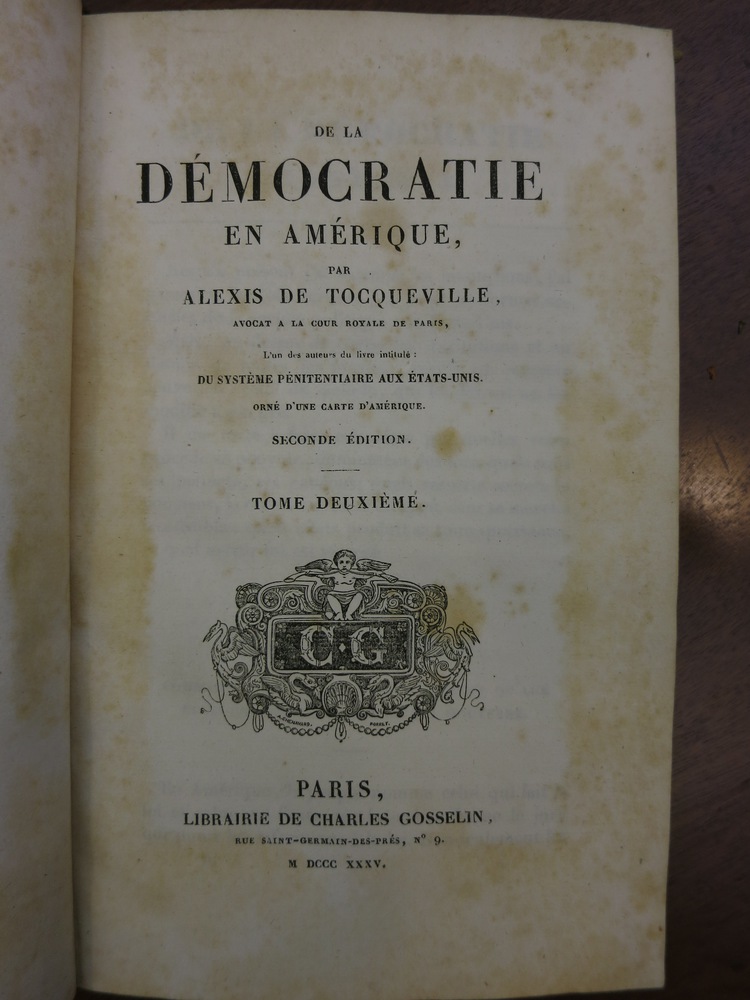 DE LA
DÉMOCRATIE
EN AMÉRIQUE,
PAR
ALEXIS DE TOCQUEVILLE,
AVOCAT A LA COUR ROYALE DE PARIS,
L'un des auteurs du livre intitulé :
DU SYSTÈME PÉNITENTIAIRE AUX ÉTATS-UNIS.
ORNÉ D'UNE CARTE D'AMÉRIQUE.
SECONDE ÉDITION.
TOME DEUXIÈME.
C·G
PARIS,
LIBRAIRIE DE CHARLES GOSSELIN,
RUE SAINT-GERMAIN-DES-PRÉS, Nº 9.
M DCCC XXXV.